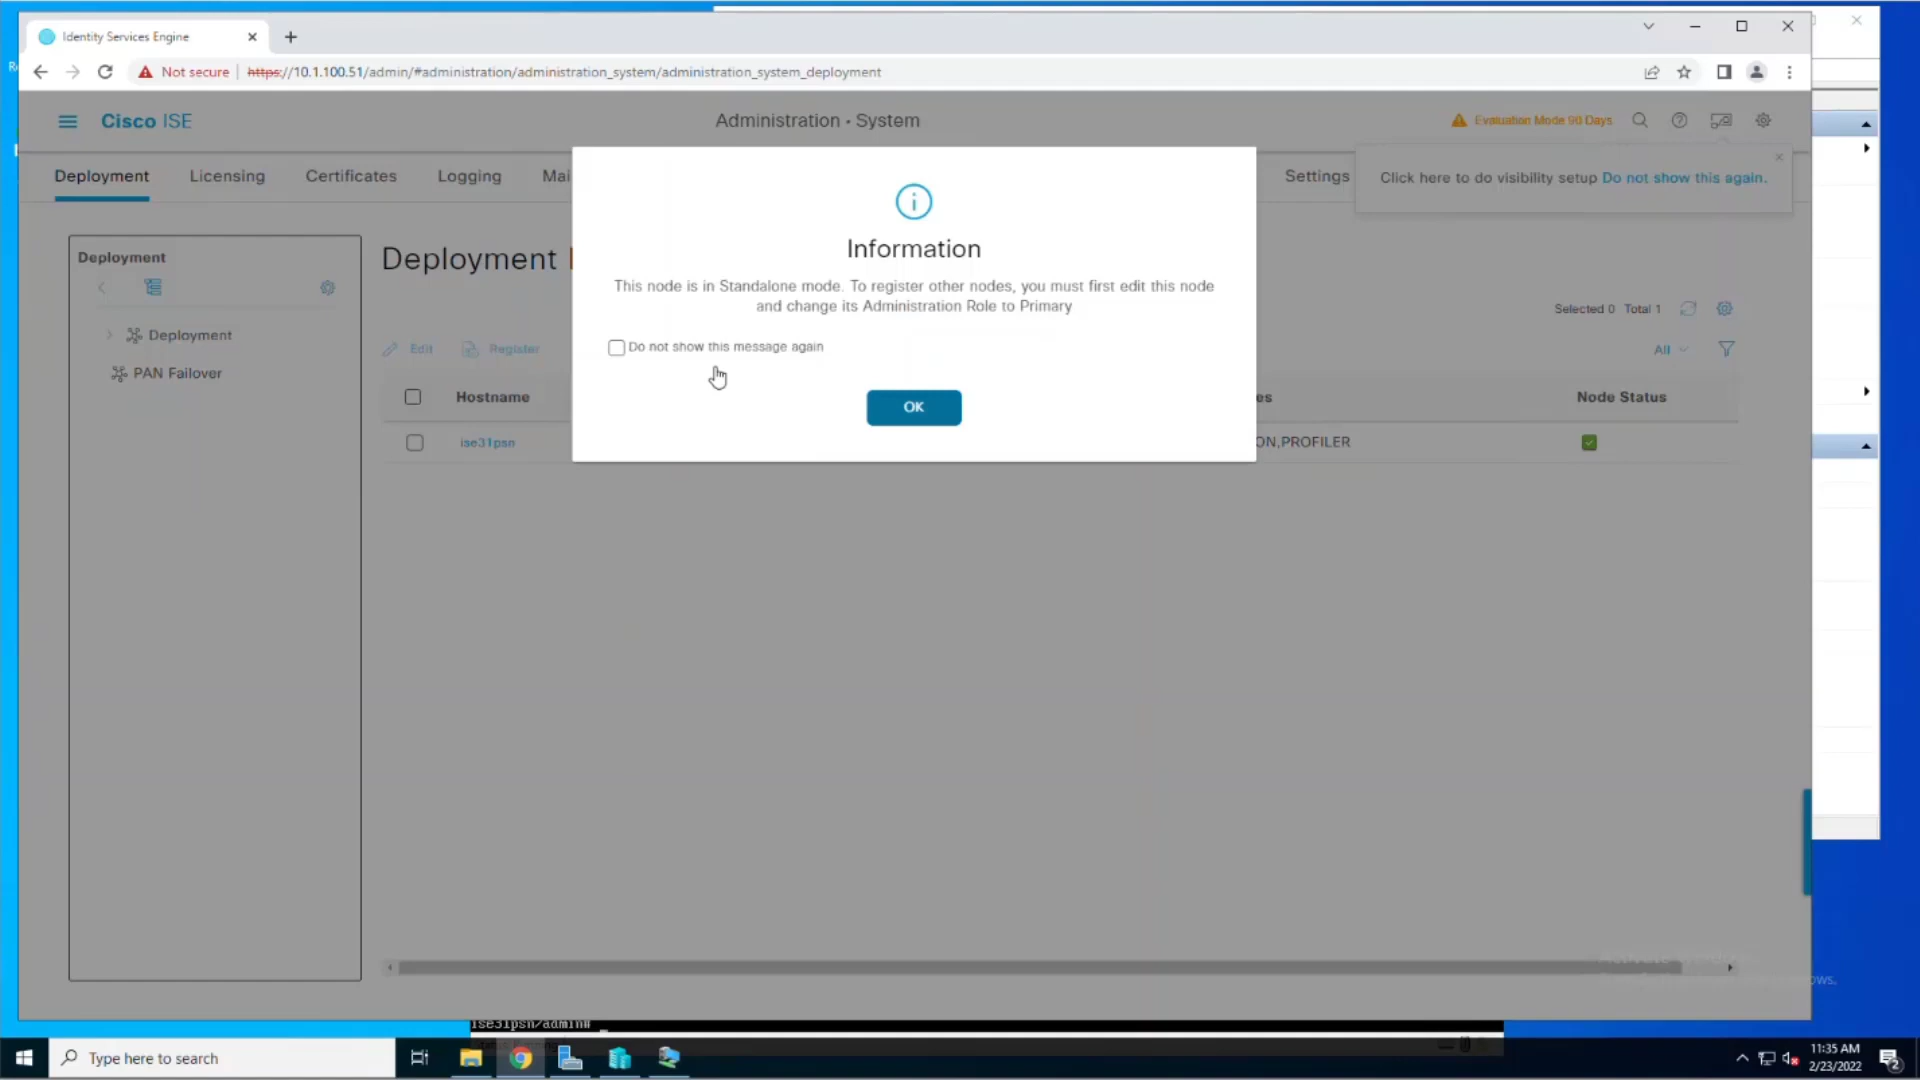 Identity Services Engine
Not secure
https://10.1.100.51/admin/#administration/administration_system/administration_system_deployment
Cisco ISE
Administration • System
Evaluation Mode 90 Days
Deployment
Licensing
Certificates
Logging
Mai
Settings
Click here to do visibility setup Do not show this again.
Deployment
Deployment
PAN Failover
Deployment
Selected 0 Total 1
Edit
Register
All
Hostname
es
Node Status
ise31psn
ON,PROFILER
Information
This node is in Standalone mode. To register other nodes, you must first edit this node
and change its Administration Role to Primary
Do not show this message again
OK
ows.
ise31psn/admin# _
Type here to search
11:35 AM
2/23/2022
2